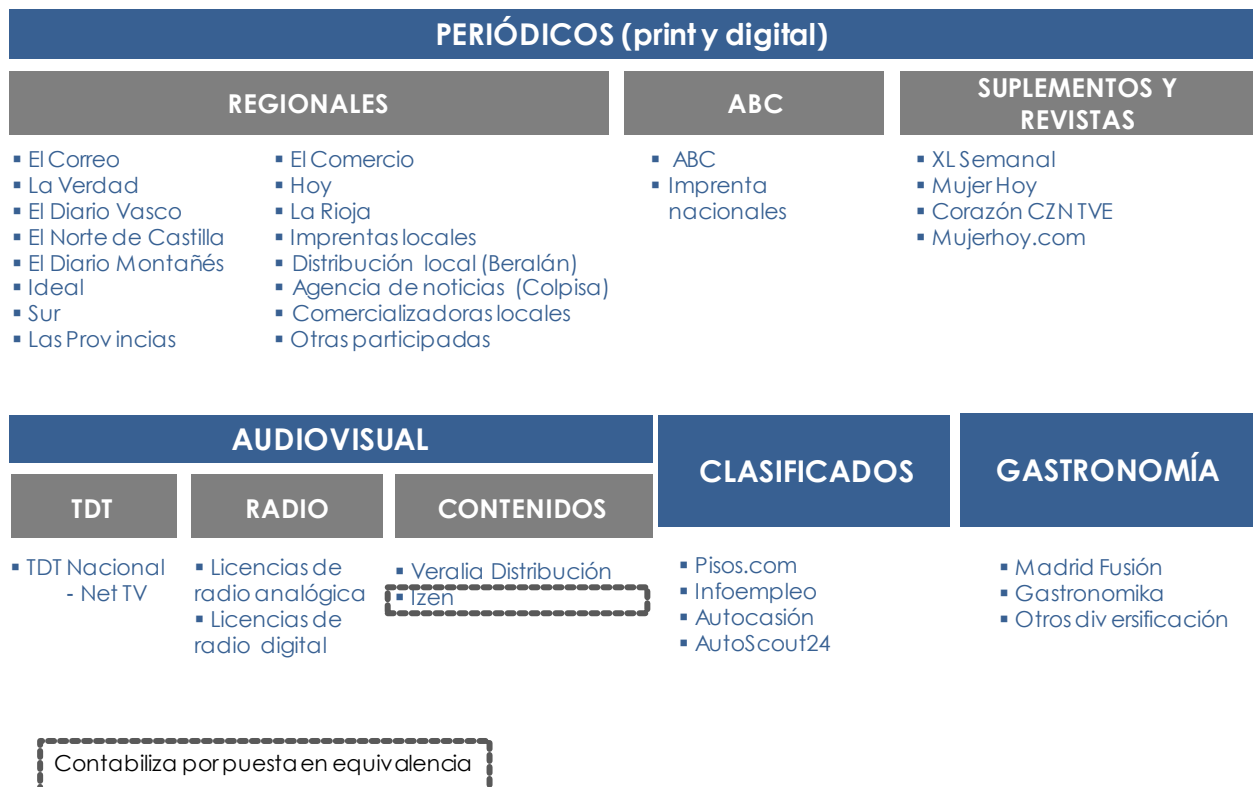 PERIÓDICOS (print y digital)
REGIONALES
El Correo
La Verdad
El Diario Vasco
El Norte de Castilla
El Diario Montañés
Ideal
Sur
Las Provincias
El Comercio
Hoy
La Rioja
Imprentas locales
Distribución local (Beralán)
Agencia de noticias (Colpisa)
Comercializadoras locales
Otras participadas
ABC
ABC
Imprenta
nacionales
SUPLEMENTOS Y
REVISTAS
XL Semanal
Mujer Hoy
Corazón CZN TVE
Mujerhoy.com
AUDIOVISUAL
TDT
TDT Nacional
- Net TV
RADIO
Licencias de
radio analógica
Licencias de
radio digital
CONTENIDOS
Veralia Distribución
Izen
CLASIFICADOS
Pisos.com
Infoempleo
Autocasión
AutoScout24
GASTRONOMÍA
Madrid Fusión
Gastronomika
Otros diversificación
Contabiliza por puesta en equivalencia